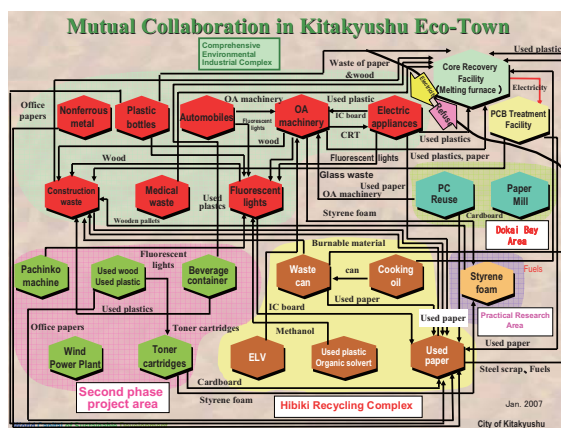 Mutual Collaboration in Kitakyushu Eco-Town
Comprehensive
Environmental
Industrial Complex
Waste of paper
&wood
Used plastic
Core Recovery
Facility
(Melting furnace)
Electricity
Electricity
Refuse
Office
papers
Nonferrous
metal
Plastic
bottles
Automobiles
OA machinery
Fluorescent
lights
OA
machinery
Used plastic
IC board
CRT
Electric
appliances
PCB Treatment
Facility
Used plastics
wood
Wood
Fluorescent lights
Used plastics, paper
Glass waste
Construction
waste
Medical
waste
Used
plastics
Fluorescent
lights
Used paper
OA machinery
PC
Reuse
Paper
Mill
Wooden pallets
Styrene foam
Cardboard
Dokai Bay
Area
Fluorescent
lights
Burnable material
Pachinko
machine
Used wood
Used plastic
Beverage
container
Waste
can
can
Cooking
oil
Styrene
foam
Fuels
Used plastics
IC board
Used paper
Used paper
Practical Research
Area
Office papers
Toner cartridges
Methanol
Used paper
Wind
Power Plant
Toner
cartridges
ELV
Used plastic
Organic solvert
Used
paper
Steel scrap、Fuels
Cardboard
Styrene foam
Second phase
project area
Hibiki Recycling Complex
Jan. 2007
City of Kitakyushu